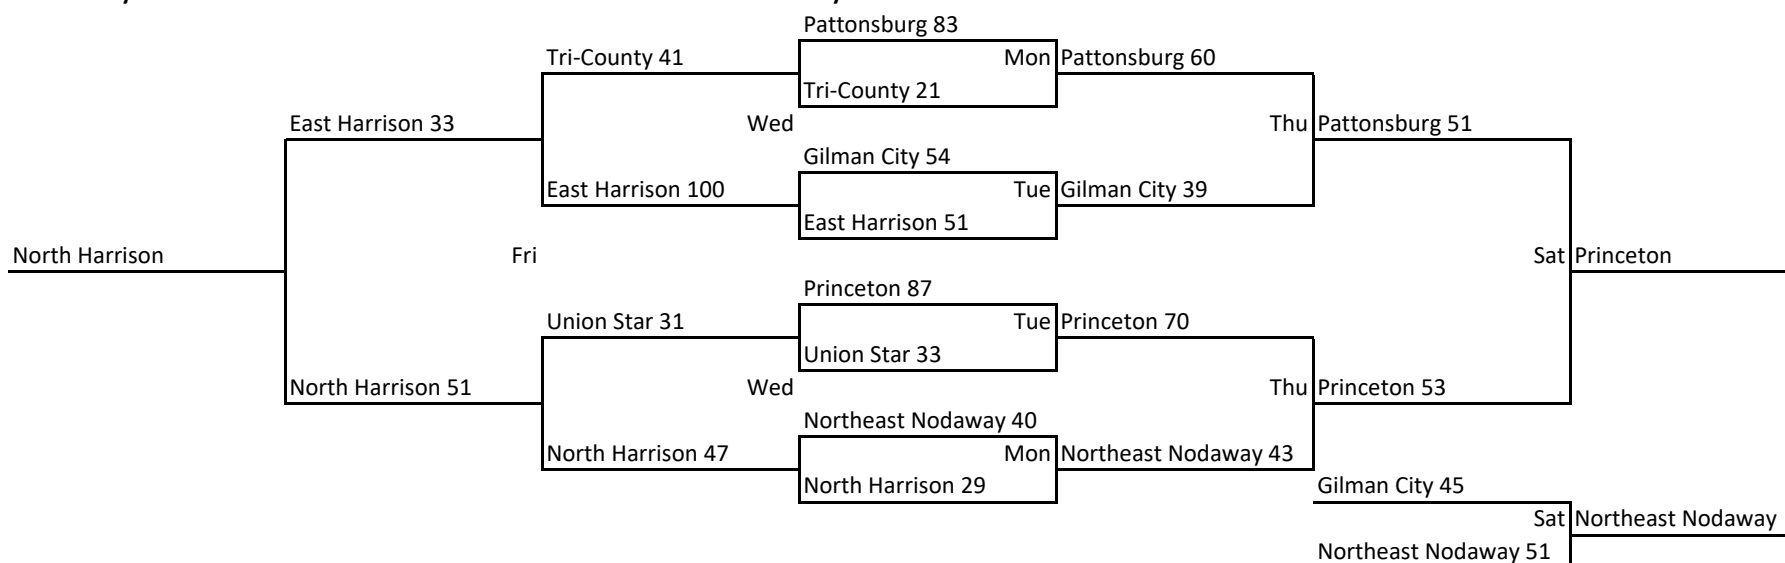 Pattonsburg 83
Tri-County 41
Mon Pattonsburg 60
Tri-County 21
East Harrison 33
Wed
Thu Pattonsburg 51
Gilman City 54
East Harrison 100
Tue Gilman City 39
East Harrison 51
North Harrison
Fri
Sat Princeton
Princeton 87
Union Star 31
Tue Princeton 70
Union Star 33
North Harrison 51
Wed
Thu Princeton 53
Northeast Nodaway 40
North Harrison 47
Mon Northeast Nodaway 43
North Harrison 29
Gilman City 45
Sat Northeast Nodaway
Northeast Nodaway 51